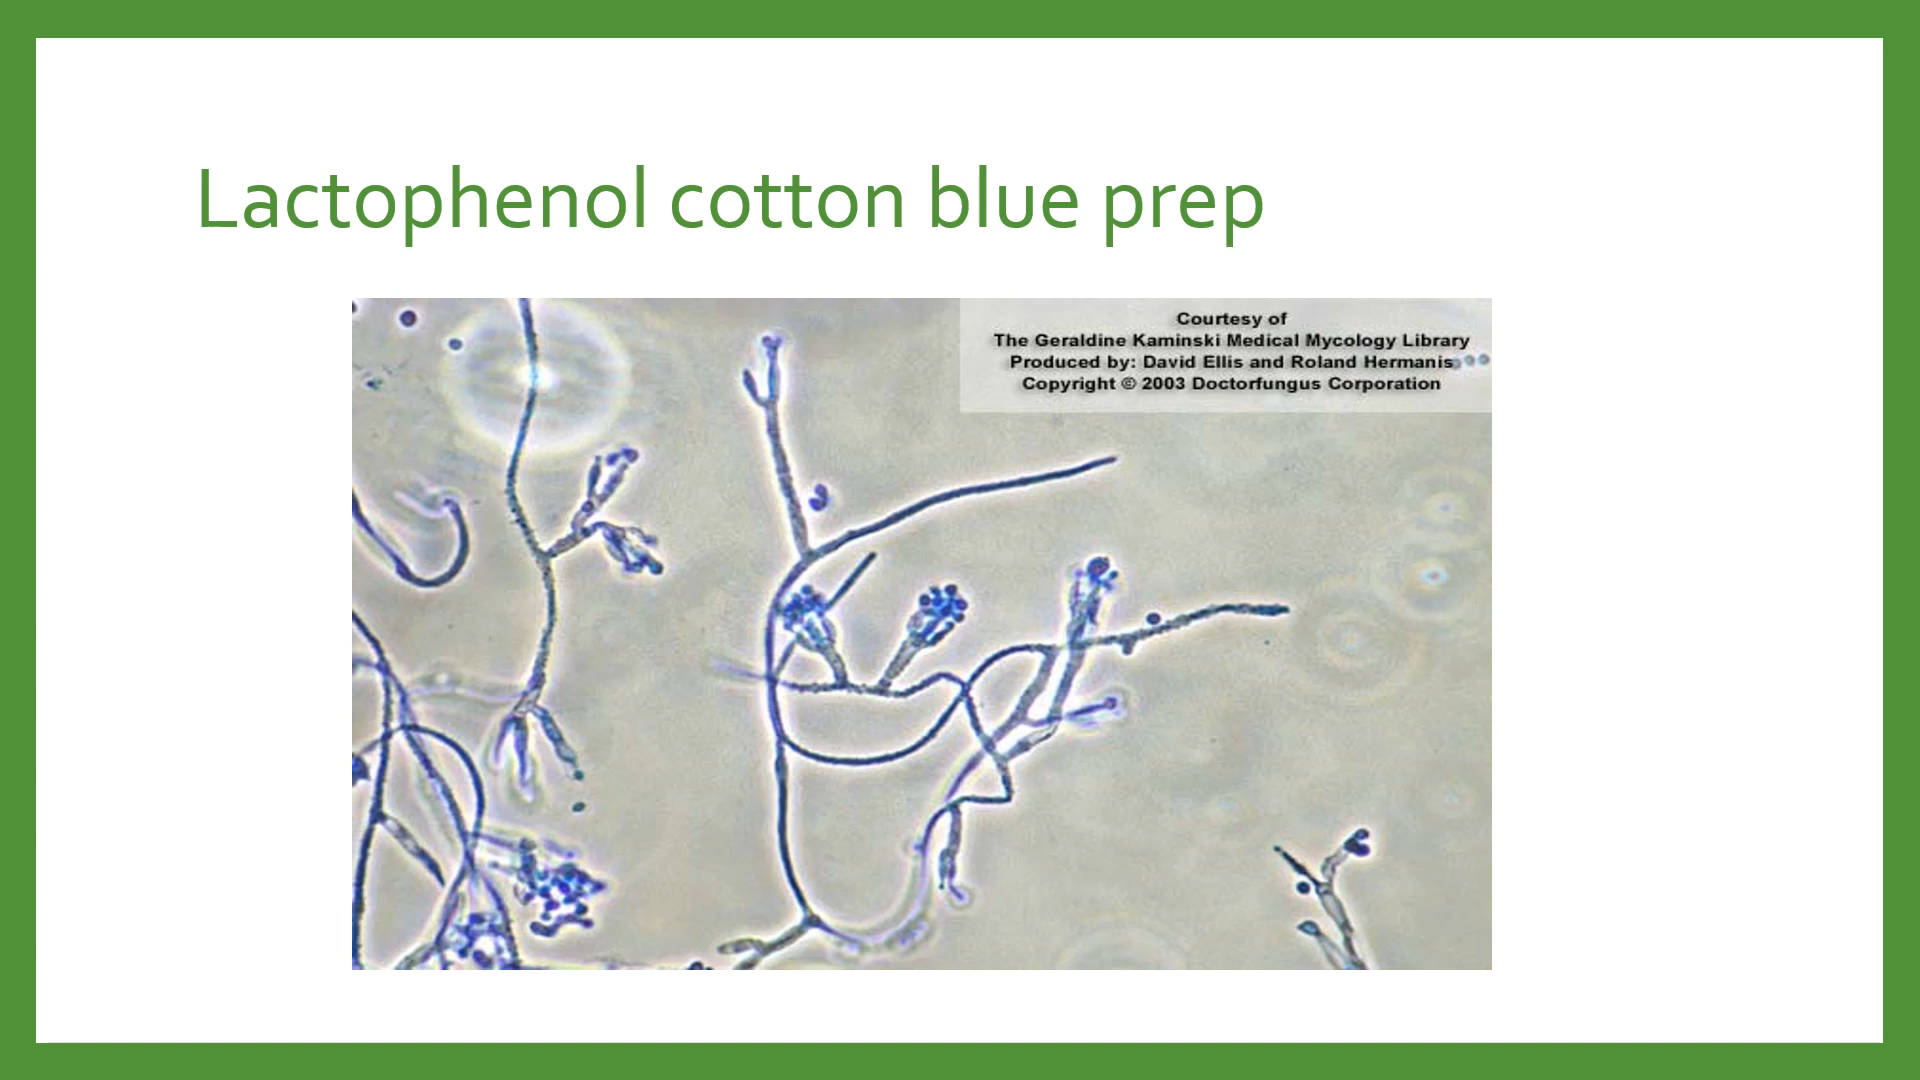 Lactophenol cotton blue prep
Courtesy of
The Geraldine Kaminski Medical Mycology Library
Produced by: David Ellis and Roland Hermanis
Copyright © 2003 Doctorfungus Corporation